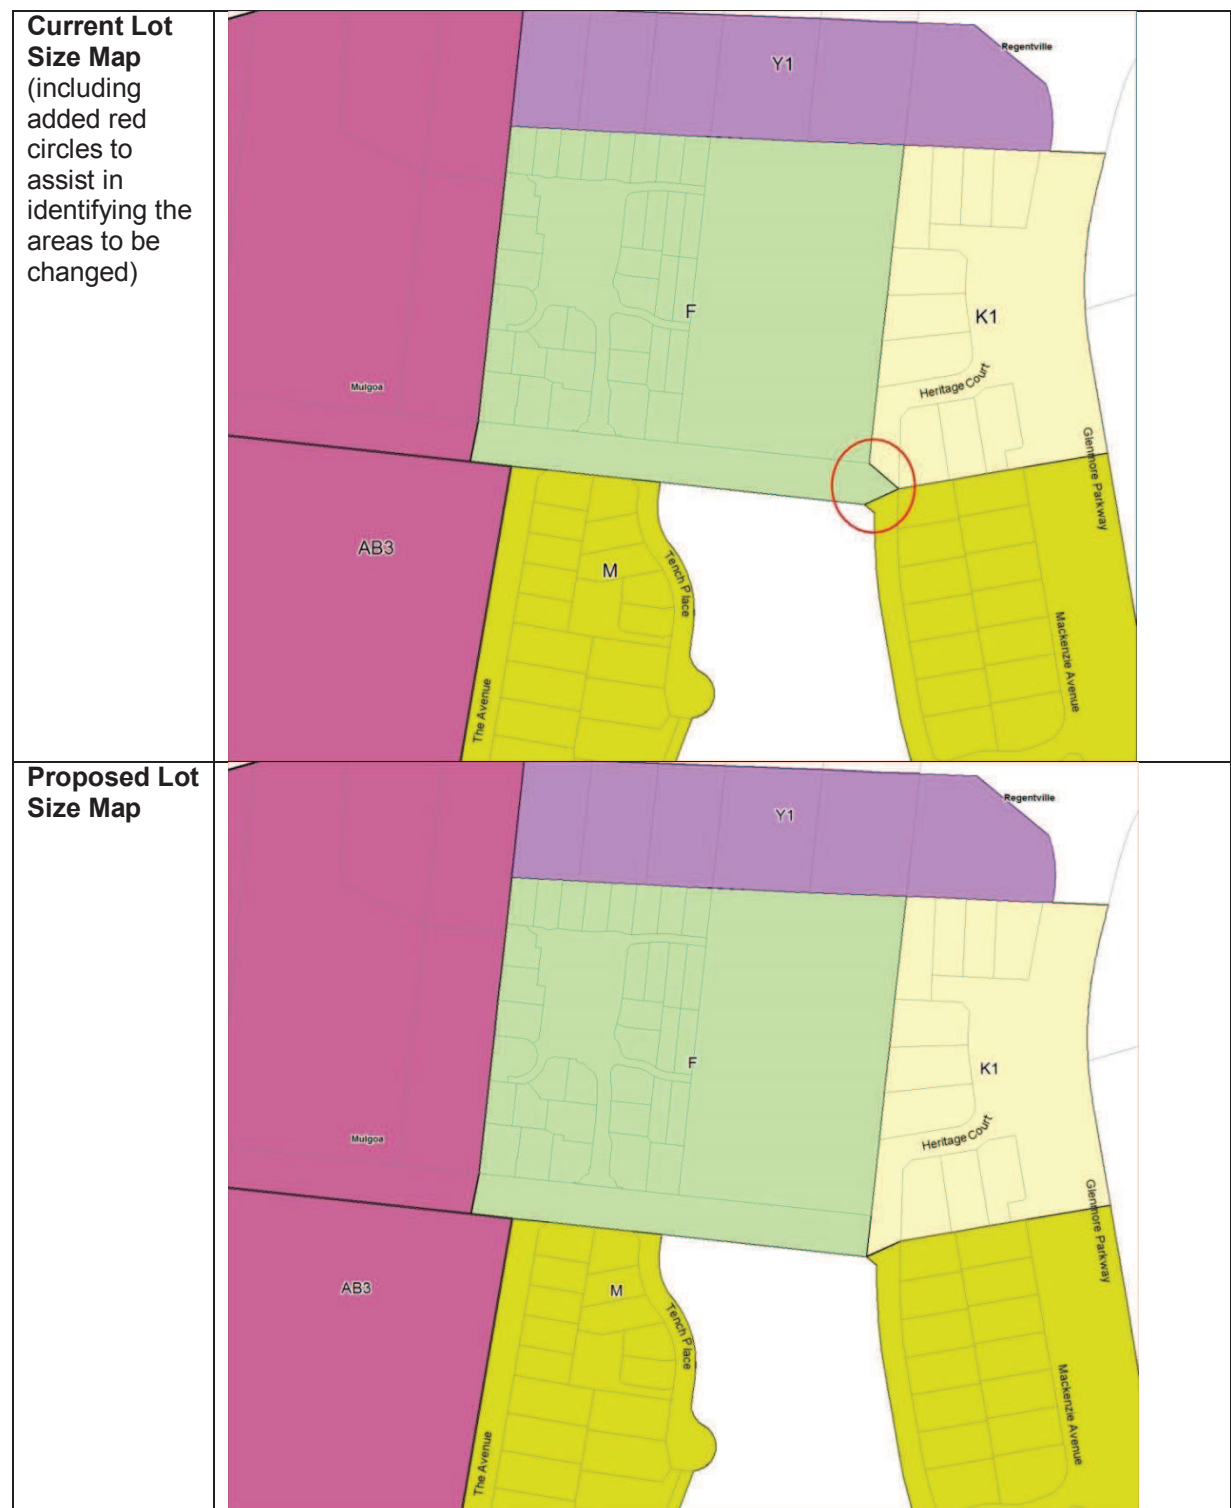 Current Lot
Size Map
(including
added red
circles to
assist in
identifying the
areas to be
changed)
Regentville
Y1
F
K1
Mulgoa
Heritage Court
Glenmore Parkway
AB3
M
Tench Place
Mackenzie Avenue
The Avenue
Proposed Lot
Size Map
Regentville
Y1
F
K1
Mulgoa
Heritage Court
Glenmore Parkway
AB3
M
Tench Place
Mackenzie Avenue
The Avenue